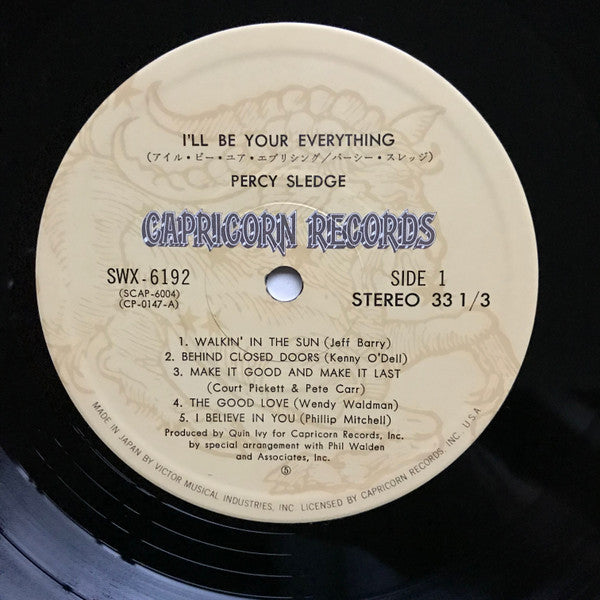 I'LL BE YOUR EVERYTHING
(アイル・ビー・ユア・エブリシング/パーシー・スレッジ)
PERCY SLEDGE
CAPRICORN RECORDS
SWX-6192
(SCAP-6004)
(CP-0147-A)
SIDE 1
STEREO 33 1/3
1. WALKIN' IN THE SUN (Jeff Barry)
2. BEHIND CLOSED DOORS (Kenny O'Dell)
3. MAKE IT GOOD AND MAKE IT LAST
(Court Pickett & Pete Carr)
4. THE GOOD LOVE (Wendy Waldman)
5. I BELIEVE IN YOU (Phillip Mitchell)
Produced by Quin Ivy for Capricorn Records, Inc.
by special arrangement with Phil Walden
and Associates, Inc.
⑤
MADE IN JAPAN BY VICTOR MUSICAL INDUSTRIES, INC. LICENSED BY CAPRICORN RECORDS, INC. U.S.A